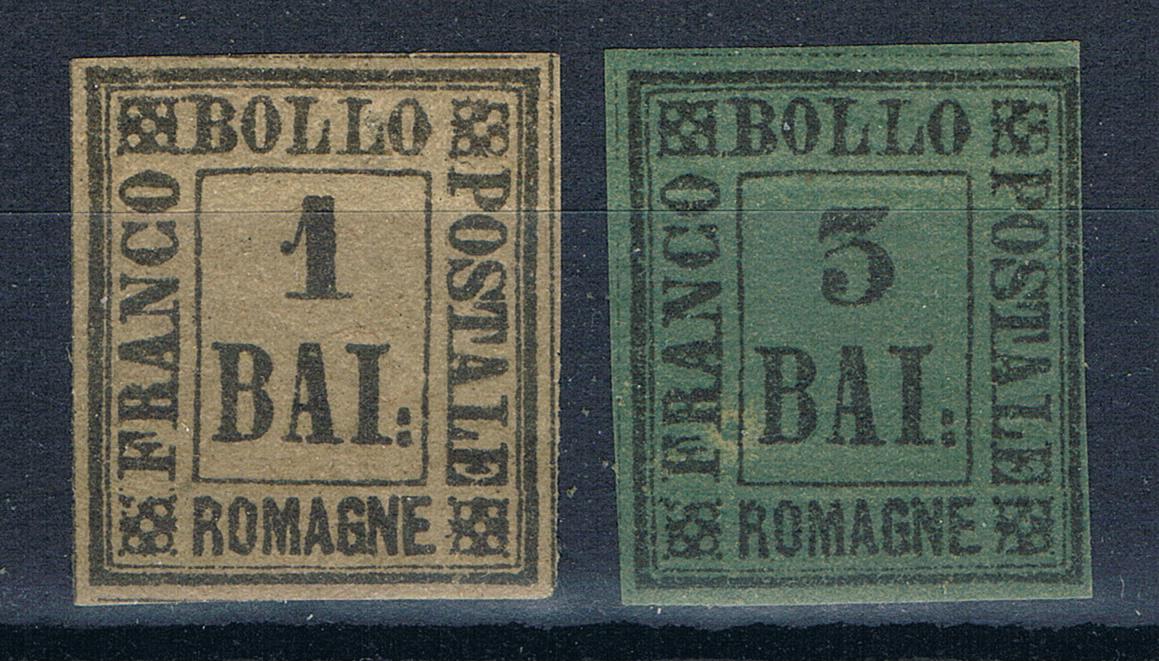 BOLLO
FRANCO
POSTALE
1
BAI:
ROMAGNE
BOLLO
FRANCO
POSTALE
3
BAI:
ROMAGNE